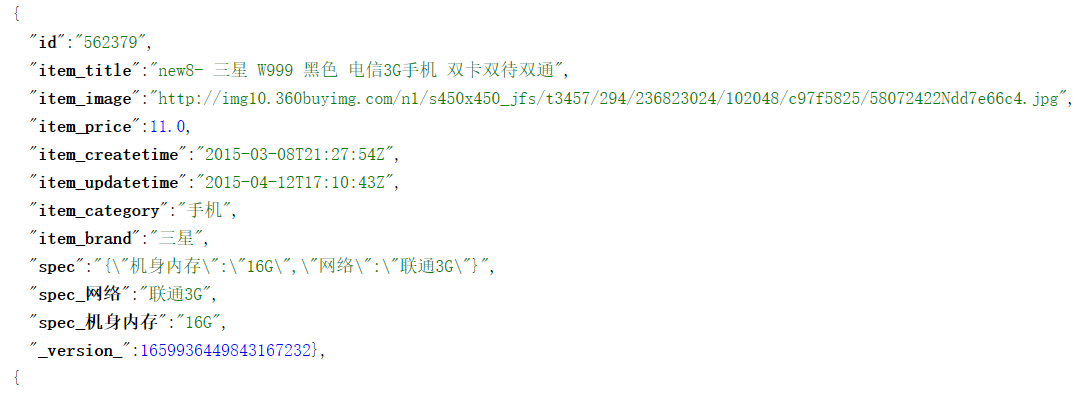 {
"id":"562379",
"item_title":"new8- 三星 W999 黑色 电信3G手机 双卡双待双通",
"item_image":"http://img10.360buyimg.com/n1/s450x450_jfs/t3457/294/236823024/102048/c97f5825/58072422Ndd7e66c4.jpg",
"item_price":11.0,
"item_createtime":"2015-03-08T21:27:54Z",
"item_updatetime":"2015-04-12T17:10:43Z",
"item_category":"手机",
"item_brand":"三星",
"spec":"{\"机身内存\":\"16G\",\"网络\":\"联通3G\"}",
"spec_网络":"联通3G",
"spec_机身内存":"16G",
"_version_":1659936449843167232},
{